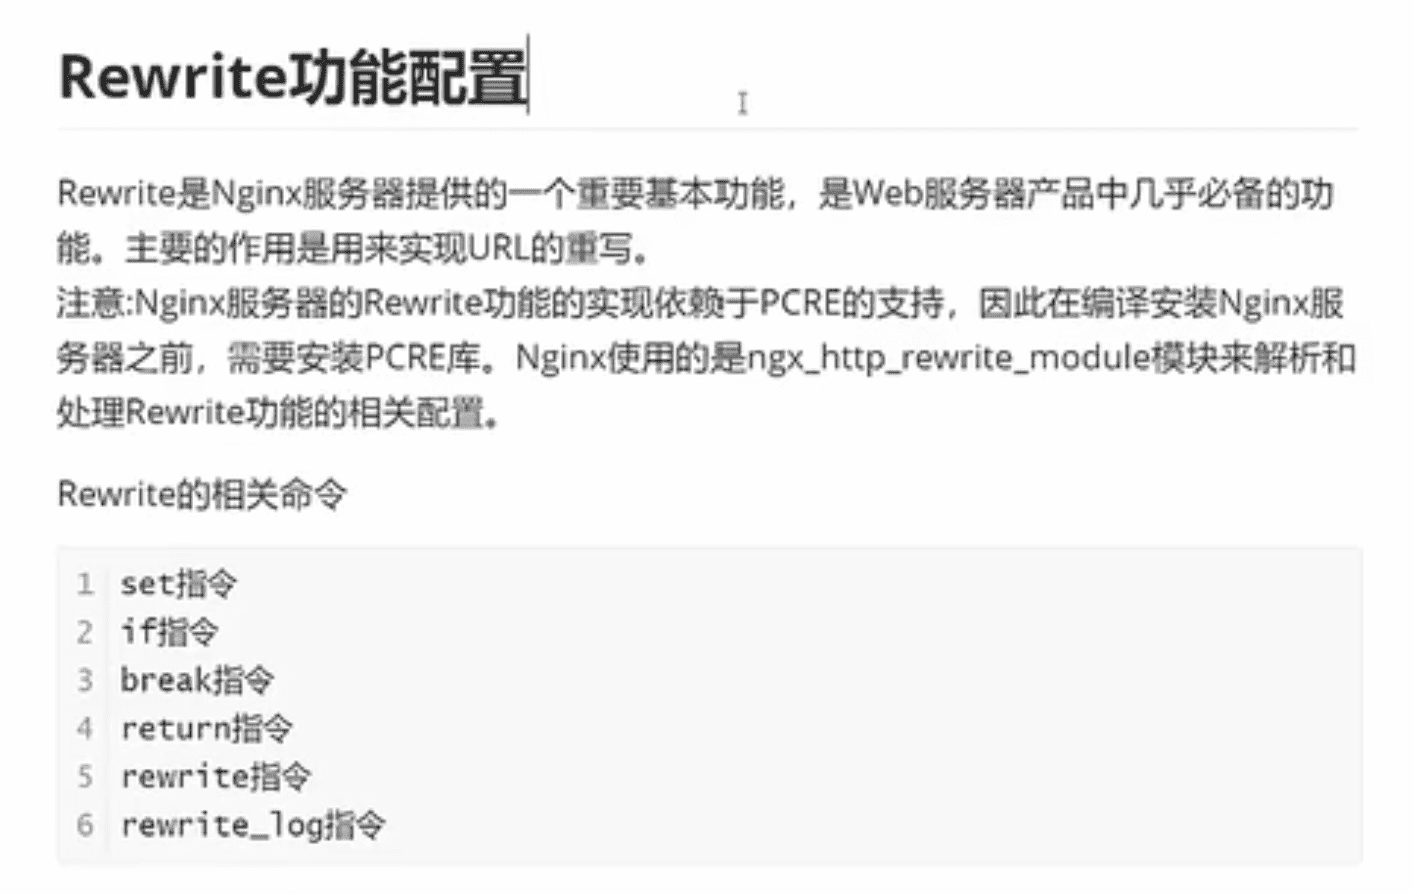 Rewrite功能配置
Rewrite是Nginx服务器提供的一个重要基本功能，是Web服务器产品中几乎必备的功
能。主要的作用是用来实现URL的重写。
注意:Nginx服务器的Rewrite功能的实现依赖于PCRE的支持，因此在编译安装Nginx服
务器之前，需要安装PCRE库。Nginx使用的是ngx_http_rewrite_module模块来解析和
处理Rewrite功能的相关配置。
Rewrite的相关命令
1 set指令
2 if指令
3 break指令
4 return指令
5 rewrite指令
6 rewrite_log指令